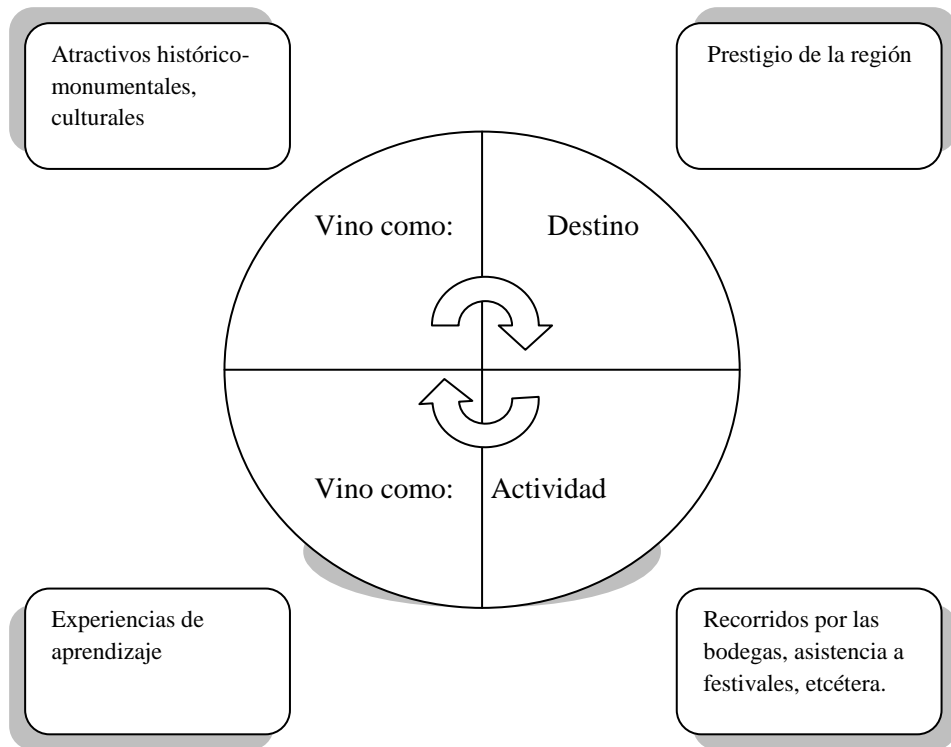 Atractivos histórico-
monumentales,
culturales
Prestigio de la región
Vino como:
Destino
Vino como:
Actividad
Experiencias de
aprendizaje
Recorridos por las
bodegas, asistencia a
festivales, etcétera.